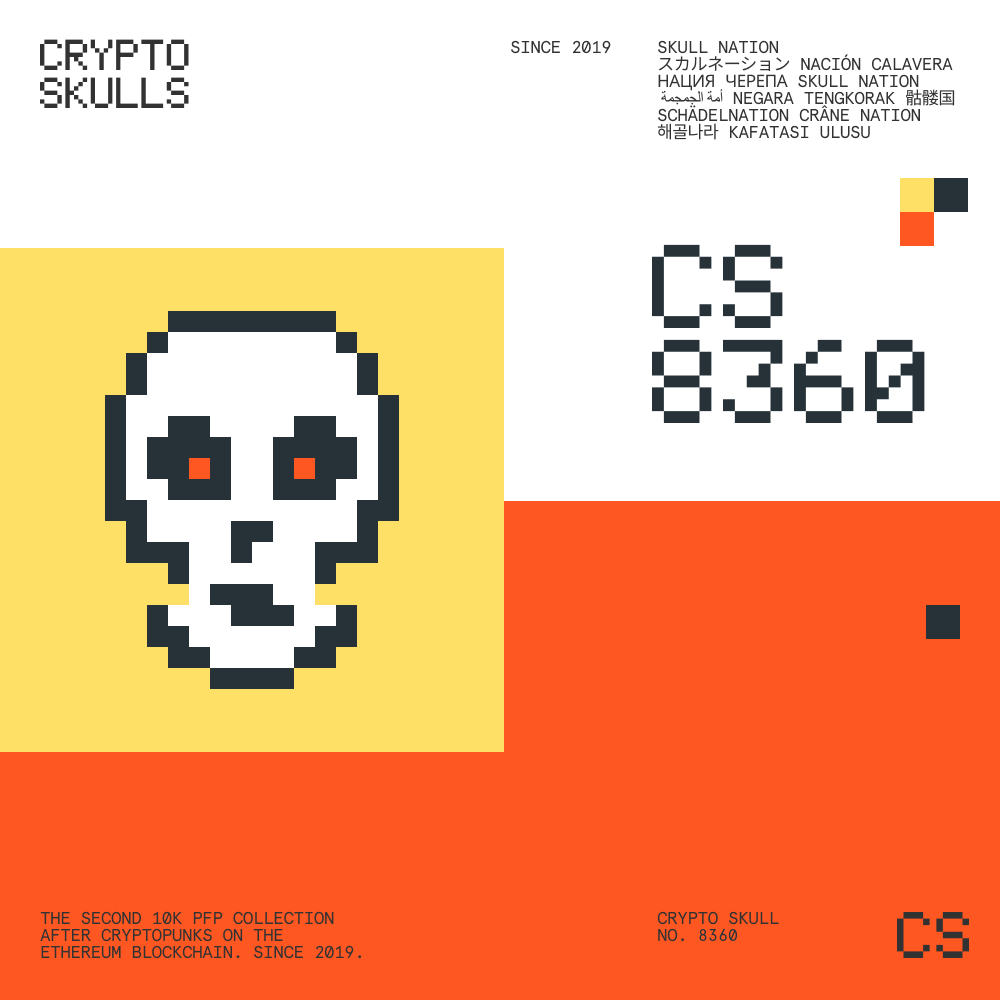 CRYPTO
SKULLS
SINCE 2019
SKULL NATION
スカルネーション NACIÓN CALAVERA
НАЦИЯ ЧЕРЕПА SKULL NATION
أمة الجمجمة NEGARA TENGKORAK 骷髅国
SCHÄDELNATION CRÂNE NATION
해골나라 KAFATASI ULUSU
CS
8360
THE SECOND 10K PFP COLLECTION
AFTER CRYPTOPUNKS ON THE
ETHEREUM BLOCKCHAIN. SINCE 2019.
CRYPTO SKULL
NO. 8360
CS